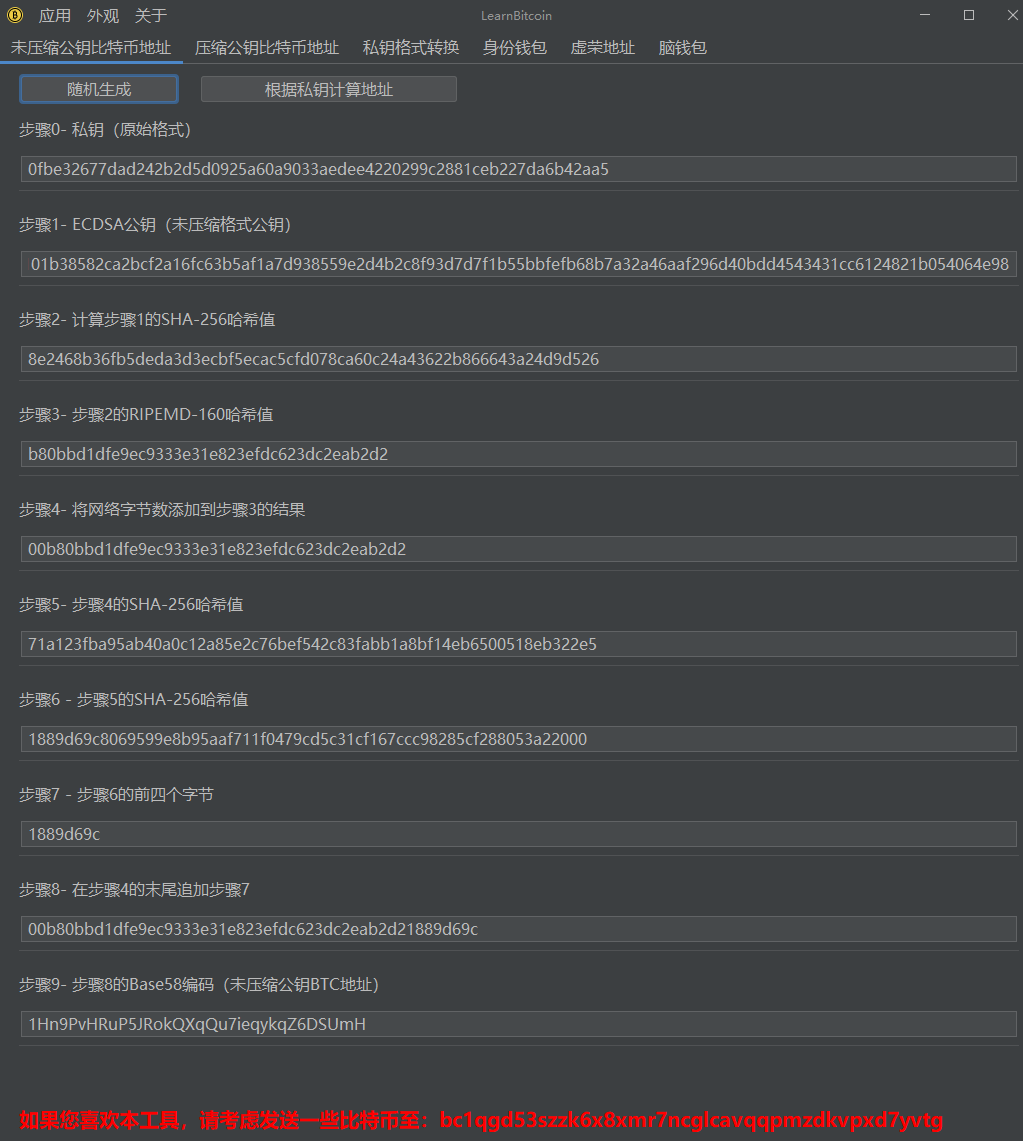 应用 外观 关于 LearnBitcoin
未压缩公钥比特币地址 压缩公钥比特币地址 私钥格式转换 身份钱包 虚荣地址 脑钱包
随机生成 根据私钥计算地址
步骤0- 私钥（原始格式）
0fbe32677dad242b2d5d0925a60a9033aedee4220299c2881ceb227da6b42aa5
步骤1- ECDSA公钥（未压缩格式公钥）
01b38582ca2bcf2a16fc63b5af1a7d938559e2d4b2c8f93d7d7f1b55bbfefb68b7a32a46aaf296d40bdd4543431cc6124821b054064e98
步骤2- 计算步骤1的SHA-256哈希值
8e2468b36fb5deda3d3ecbf5ecac5cfd078ca60c24a43622b866643a24d9d526
步骤3- 步骤2的RIPEMD-160哈希值
b80bbd1dfe9ec9333e31e823efdc623dc2eab2d2
步骤4- 将网络字节数添加到步骤3的结果
00b80bbd1dfe9ec9333e31e823efdc623dc2eab2d2
步骤5- 步骤4的SHA-256哈希值
71a123fba95ab40a0c12a85e2c76bef542c83fabb1a8bf14eb6500518eb322e5
步骤6 - 步骤5的SHA-256哈希值
1889d69c8069599e8b95aaf711f0479cd5c31cf167ccc98285cf288053a22000
步骤7 - 步骤6的前四个字节
1889d69c
步骤8- 在步骤4的末尾追加步骤7
00b80bbd1dfe9ec9333e31e823efdc623dc2eab2d21889d69c
步骤9- 步骤8的Base58编码（未压缩公钥BTC地址）
1Hn9PvHRuP5JRokQXqQu7ieqykqZ6DSUmH
如果您喜欢本工具，请考虑发送一些比特币至：bc1qgd53szzk6x8xmr7ncglcavqqpmzdkvpxd7yvtg